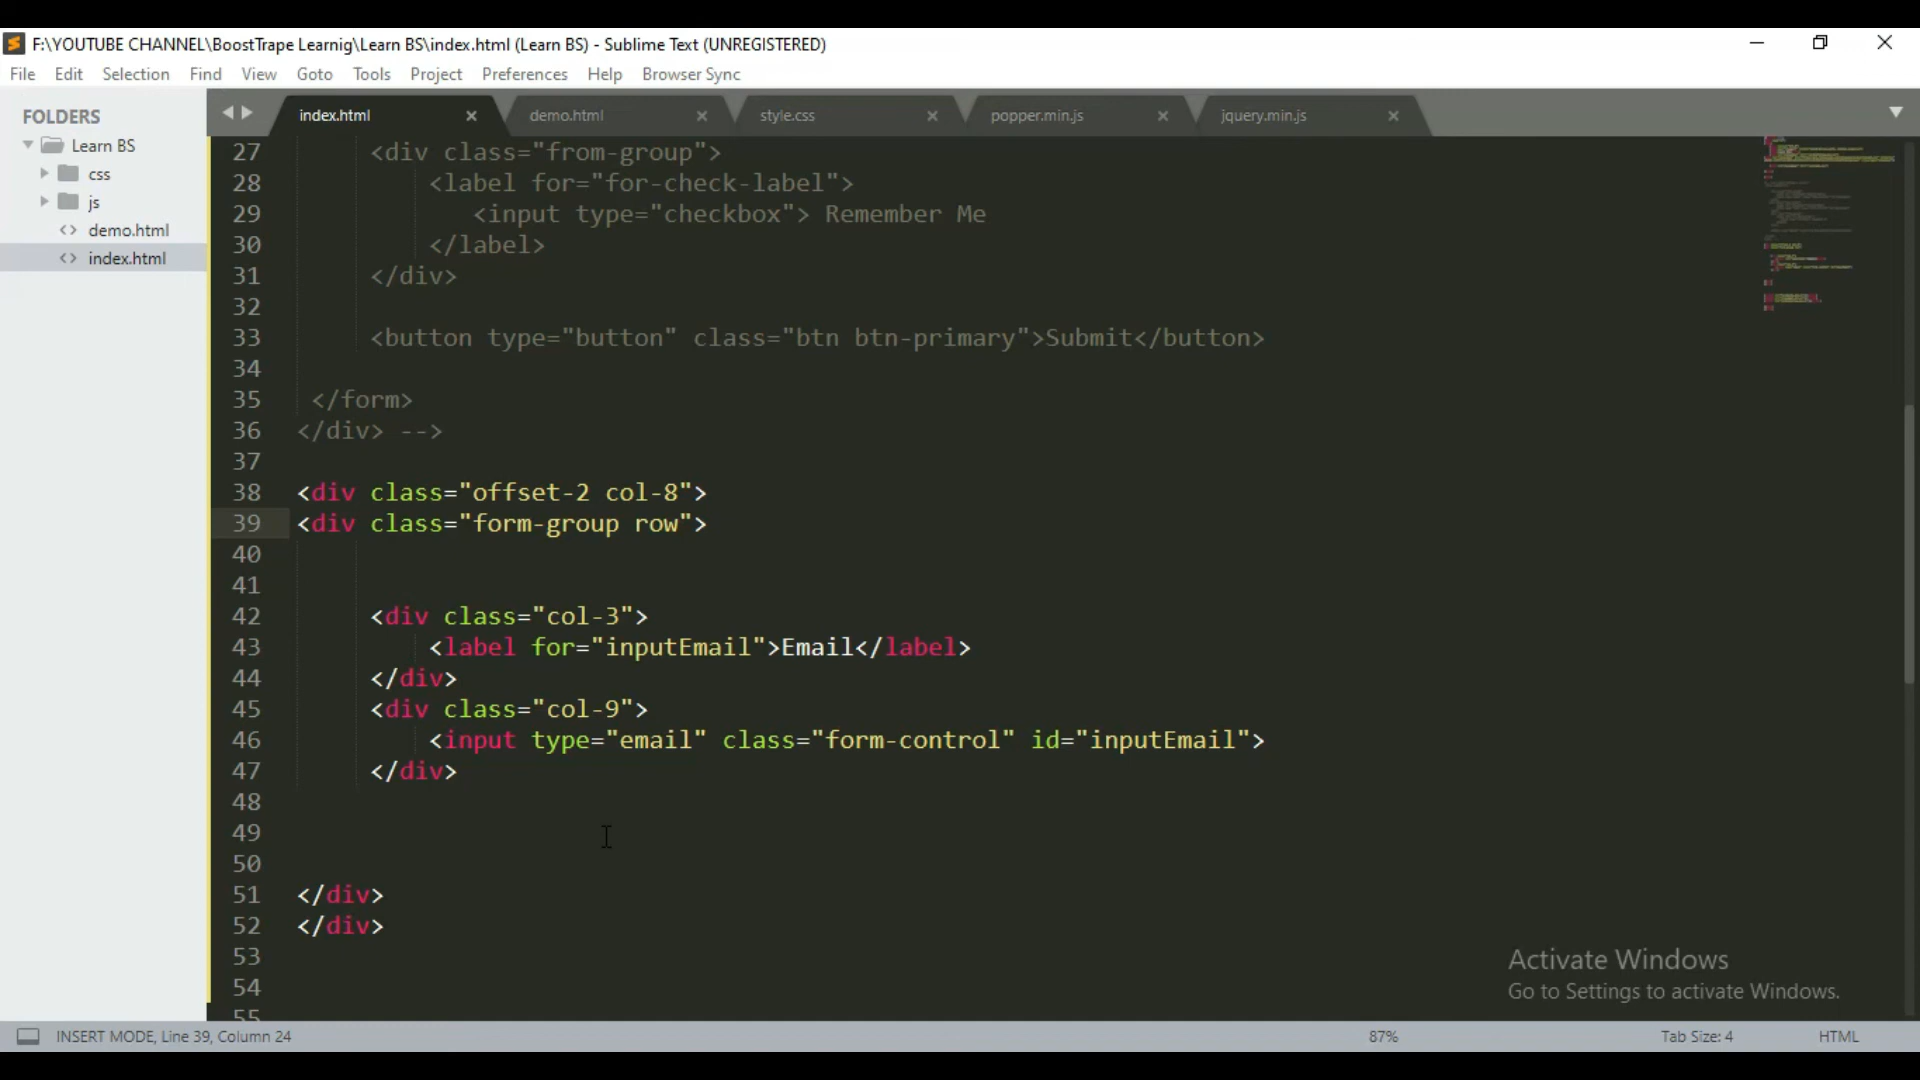 F:\YOUTUBE CHANNEL\BoostTrape Learnig\Learn BS\index.html (Learn BS) - Sublime Text (UNREGISTERED)
File Edit Selection Find View Goto Tools Project Preferences Help Browser Sync
FOLDERS
Learn BS
css
js
demo.html
index.html
index.html demo.html style.css popper.min.js jquery.min.js
27 <div class="from-group">
28 <label for="for-check-label">
29 <input type="checkbox"> Remember Me
30 </label>
31 </div>
32
33 <button type="button" class="btn btn-primary">Submit</button>
34
35 </form>
36 </div> -->
37
38 <div class="offset-2 col-8">
39 <div class="form-group row">
40
41
42 <div class="col-3">
43 <label for="inputEmail">Email</label>
44 </div>
45 <div class="col-9">
46 <input type="email" class="form-control" id="inputEmail">
47 </div>
48
49
50
51 </div>
52 </div>
53
54
55
Activate Windows
Go to Settings to activate Windows.
INSERT MODE, Line 39, Column 24 87% Tab Size: 4 HTML